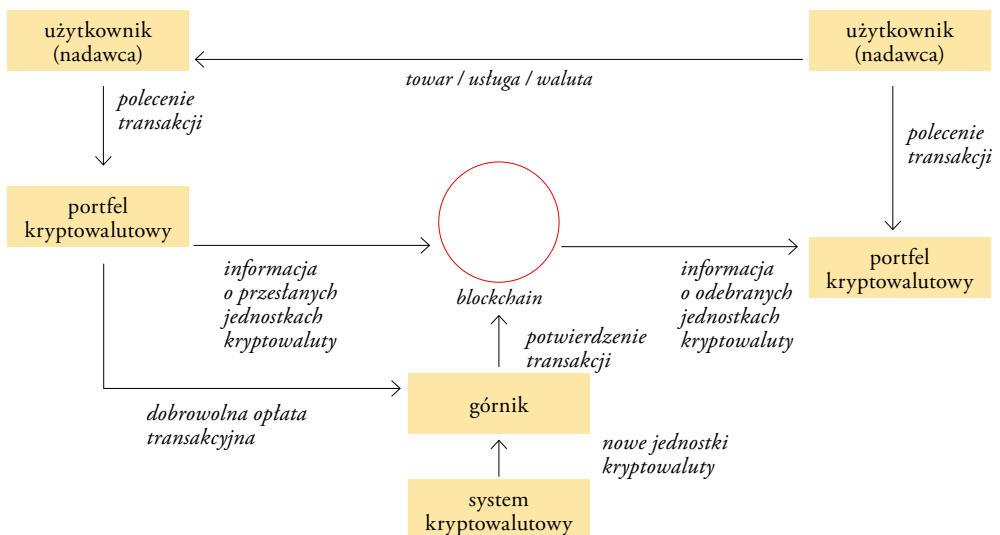 użytkownik
(nadawca)
użytkownik
(nadawca)
towar / usługa / waluta
polecenie
transakcji
polecenie
transakcji
portfel
kryptowalutowy
portfel
kryptowalutowy
informacja
o przesłanych
jednostkach
kryptowaluty
blockchain
informacja
o odebranych
jednostkach
kryptowaluty
potwierdzenie
transakcji
górnik
dobrowolna opłata
transakcyjna
nowe jednostki
kryptowaluty
system
kryptowalutowy